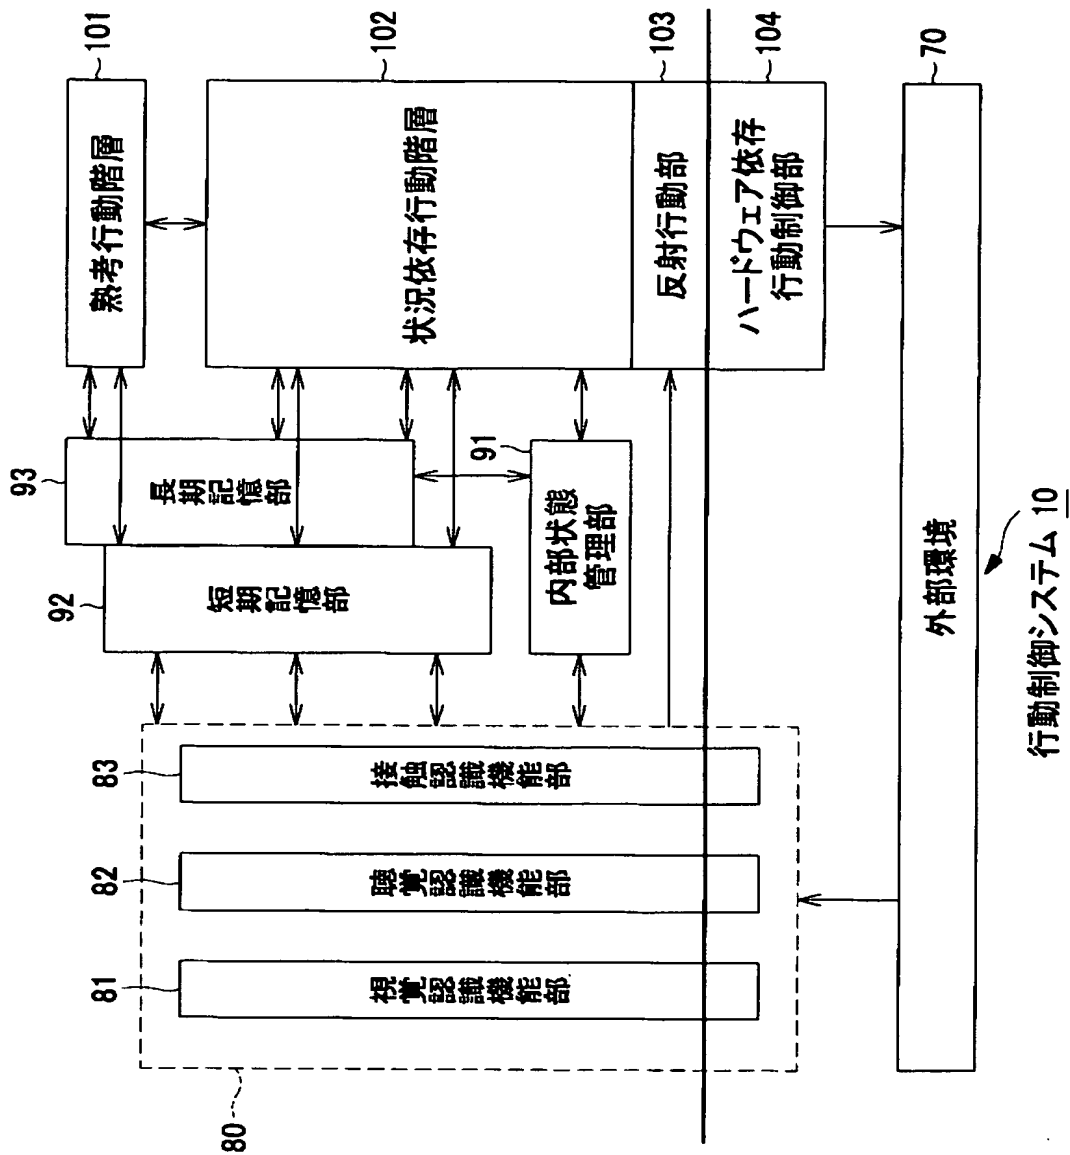 80
81
視覚認識機能部
82
聴覚認識機能部
83
接触認識機能部
92
短期記憶部
93
長期記憶部
91
内部状態
管理部
101
熟考行動階層
102
状況依存行動階層
103
反射行動部
104
ハードウェア依存
行動制御部
70
外部環境
行動制御システム 10